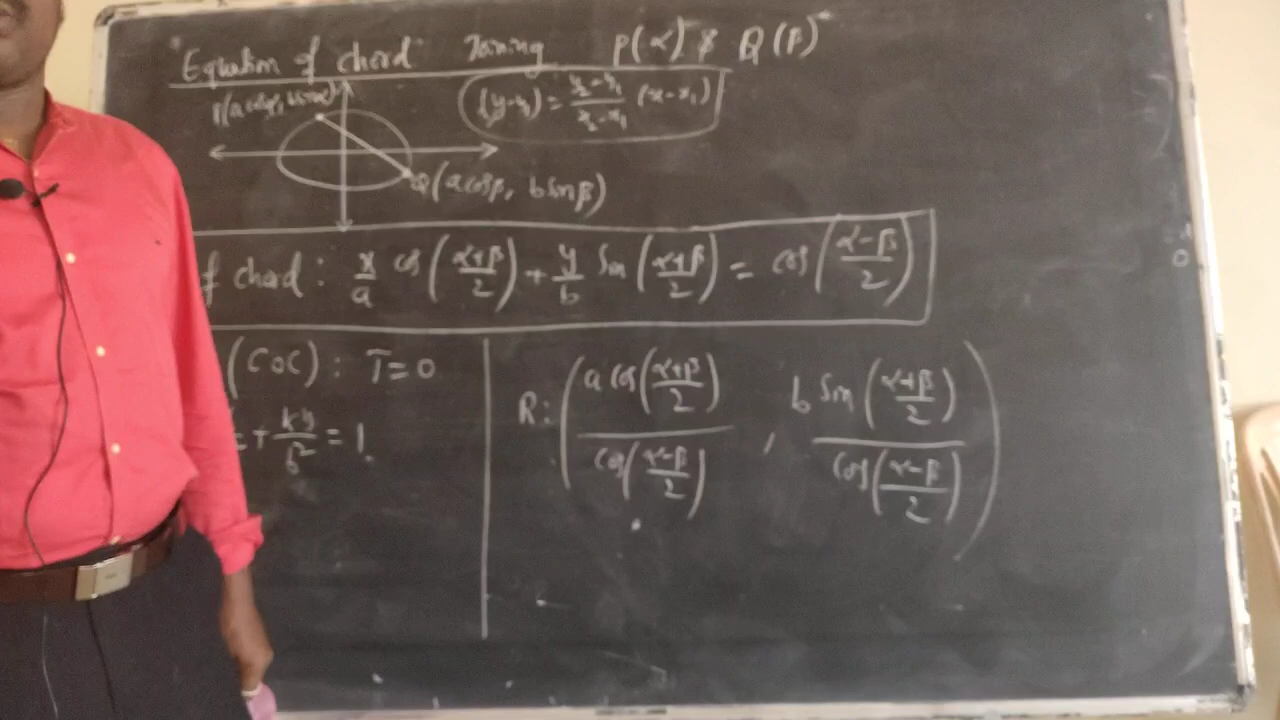 "Equation of chord" Joining P(α) & Q(β)
P(a cosα, b sinα)
(y-y₁) = (y₂-y₁)/(x₂-x₁) (x-x₁)
Q(a cosβ, b sinβ)
of chord : x/a cos((α+β)/2) + y/b sin((α+β)/2) = cos((α-β)/2)
(COC) : T=0
+ ky/b² = 1.
R: (a cos((α+β)/2) / cos((α-β)/2) , b sin((α+β)/2) / cos((α-β)/2))